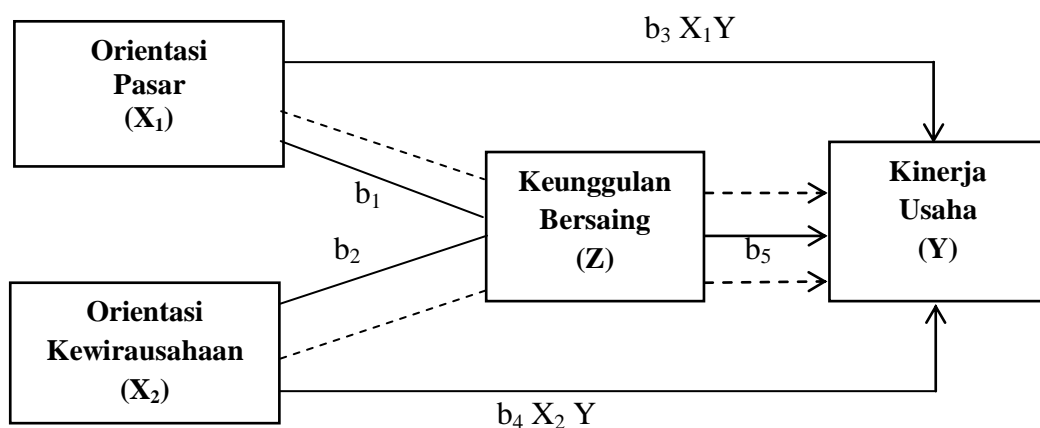 b₃ X₁Y
Orientasi
Pasar
(X₁)
Keunggulan
Bersaing
(Z)
Kinerja
Usaha
(Y)
b₁
b₂
b₅
Orientasi
Kewirausahaan
(X₂)
b₄ X₂ Y